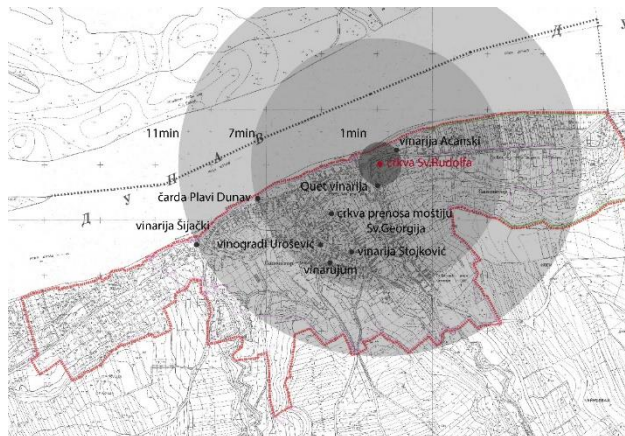 Д У Н А В
Д У
11min 7min 1min
vinarija Aćanski
crkva Sv.Rudolfa
Quet vinarija
čarda Plavi Dunav
crkva prenosa moštiju
Sv.Georgija
vinarija Šijački
vinogradi Urošević
vinarija Stojković
vinarujum